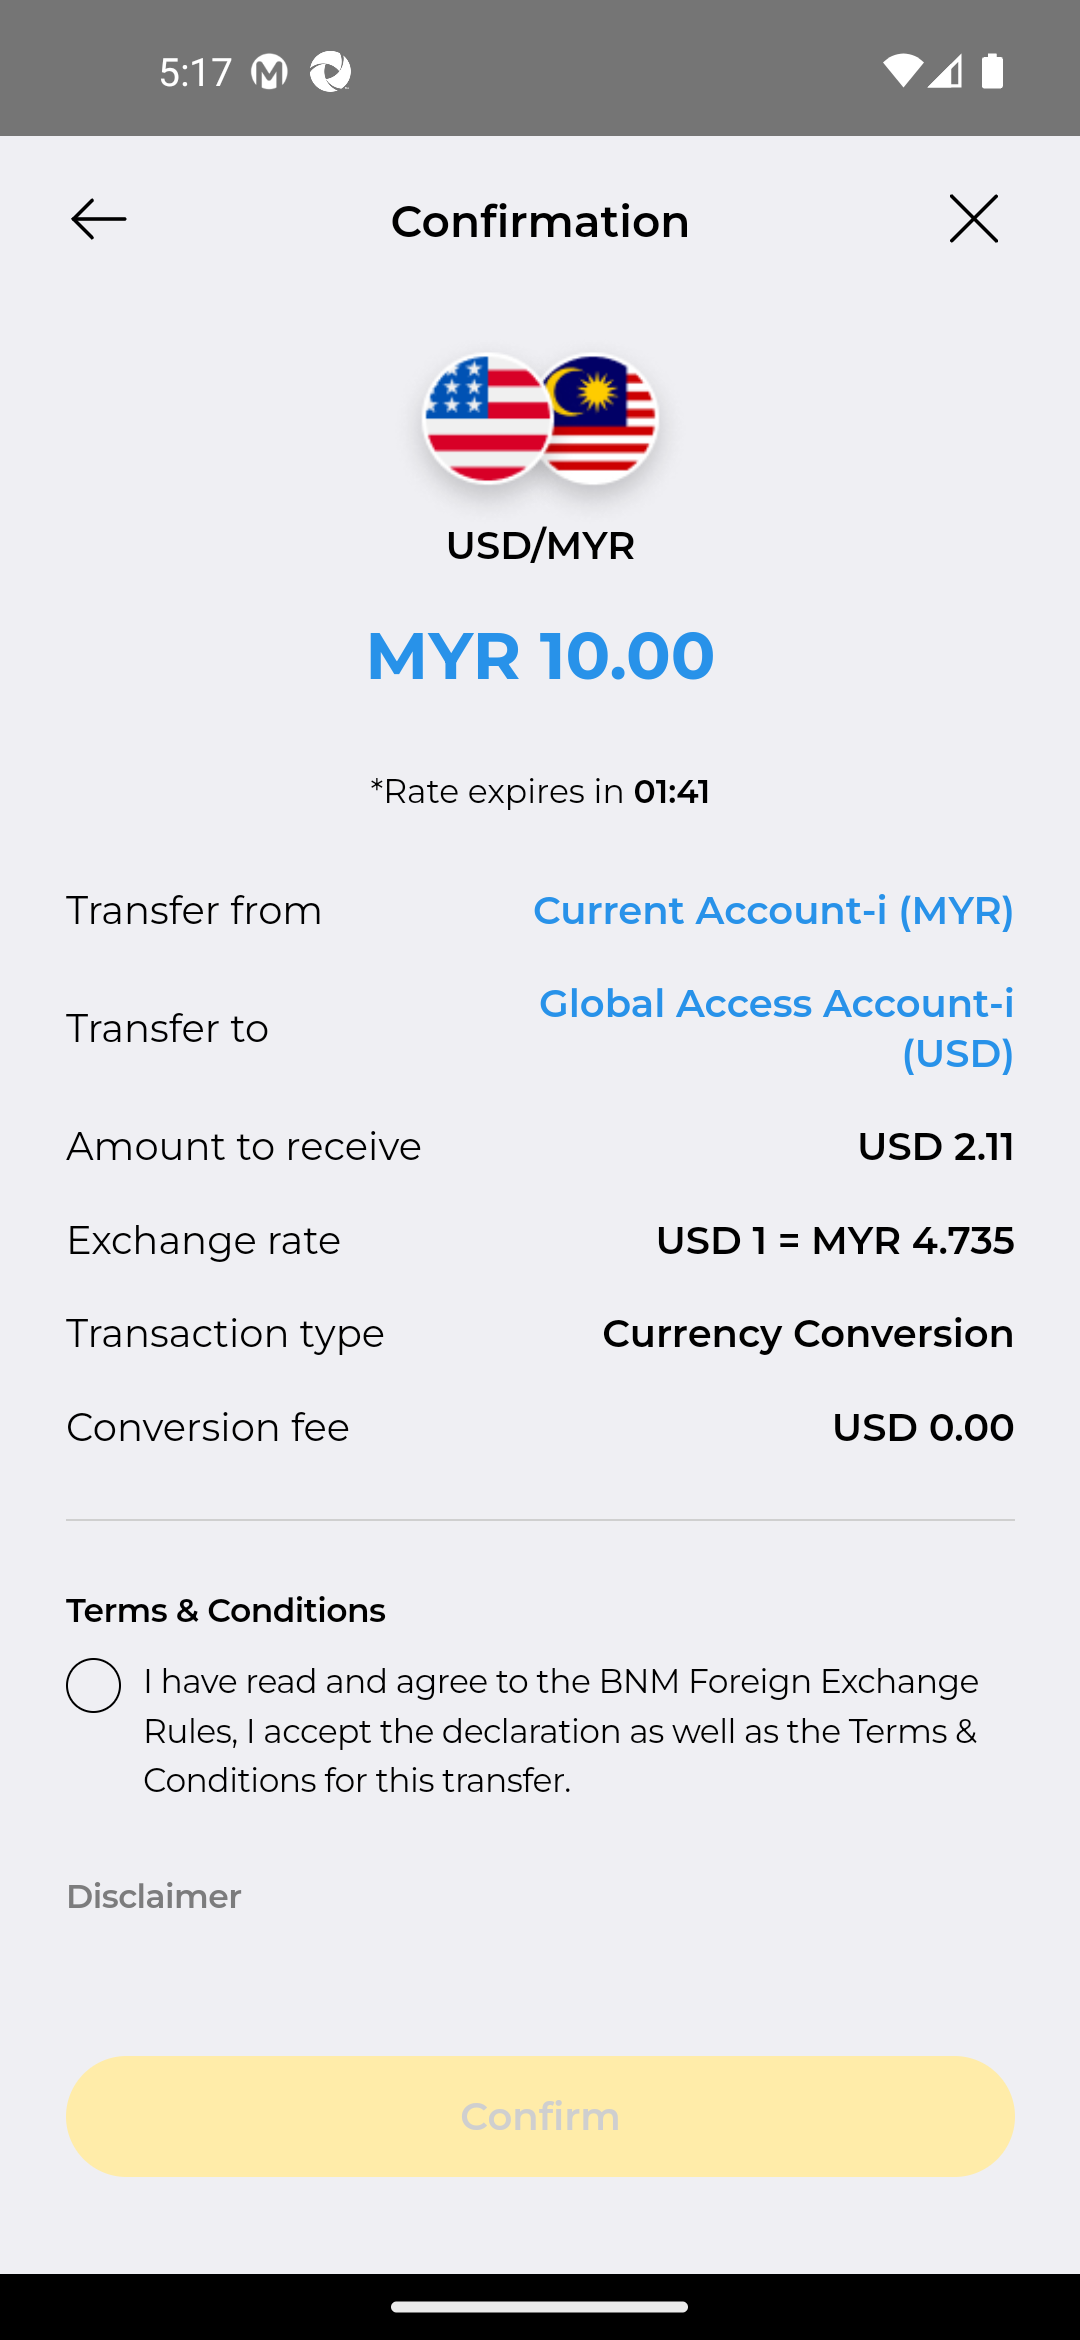 5:17
Confirmation
USD/MYR
MYR 10.00
*Rate expires in 01:41
Transfer from Current Account-i (MYR)
Transfer to Global Access Account-i
(USD)
Amount to receive USD 2.11
Exchange rate USD 1 = MYR 4.735
Transaction type Currency Conversion
Conversion fee USD 0.00
Terms & Conditions
I have read and agree to the BNM Foreign Exchange
Rules, I accept the declaration as well as the Terms &
Conditions for this transfer.
Disclaimer
Confirm